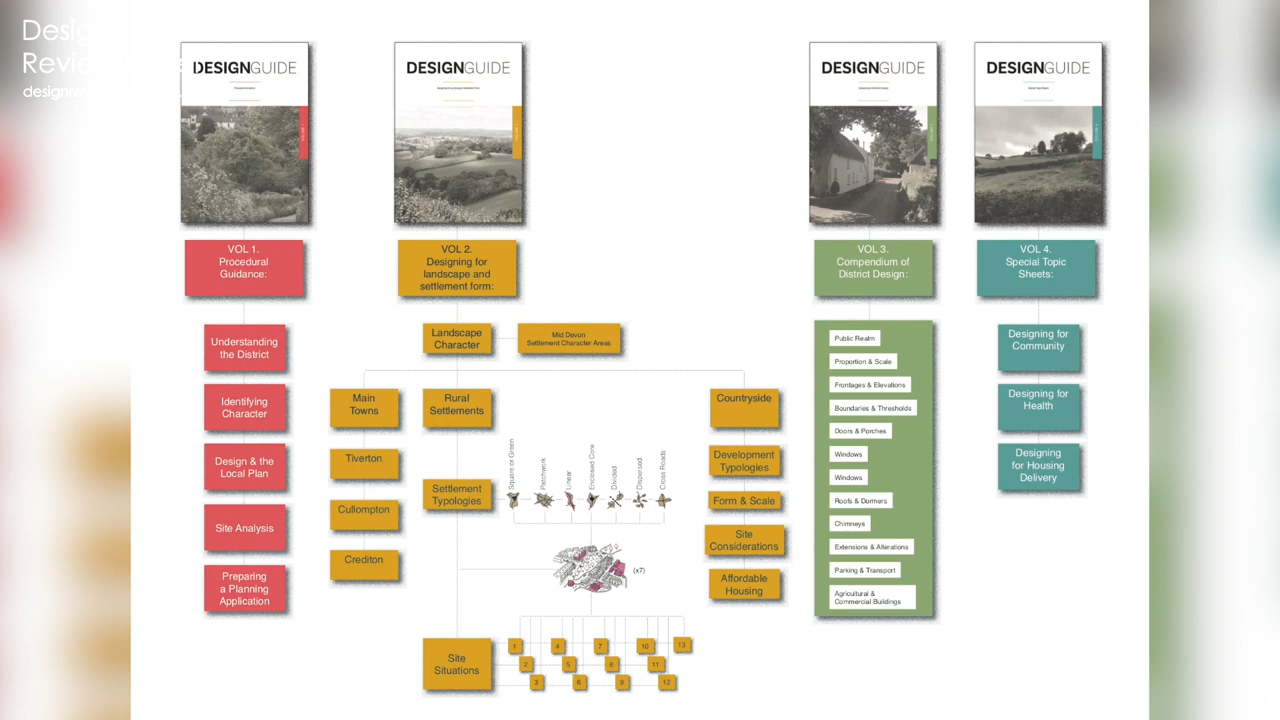 Design
Review
designrev
DESIGNGUIDE
DESIGNGUIDE
DESIGNGUIDE
DESIGNGUIDE
VOL 1.
Procedural
Guidance:
VOL 2.
Designing for
landscape and
settlement form:
VOL 3.
Compendium of
District Design:
VOL 4.
Special Topic
Sheets:
Understanding
the District
Identifying
Character
Design & the
Local Plan
Site Analysis
Preparing
a Planning
Application
Landscape
Character
Mid Devon
Settlement Character Areas
Main
Towns
Tiverton
Cullompton
Crediton
Rural
Settlements
Settlement
Typologies
Square or Green
Patchwork
Linear
Enclosed Core
Divided
Dispersed
Cross Roads
(x7)
Site
Situations
1
2
3
4
5
6
7
8
9
10
11
12
13
Countryside
Development
Typologies
Form & Scale
Site
Considerations
Affordable
Housing
Public Realm
Proportion & Scale
Frontages & Elevations
Boundaries & Thresholds
Doors & Porches
Windows
Windows
Roofs & Dormers
Chimneys
Extensions & Alterations
Parking & Transport
Agricultural &
Commercial Buildings
Designing for
Community
Designing for
Health
Designing
for Housing
Delivery